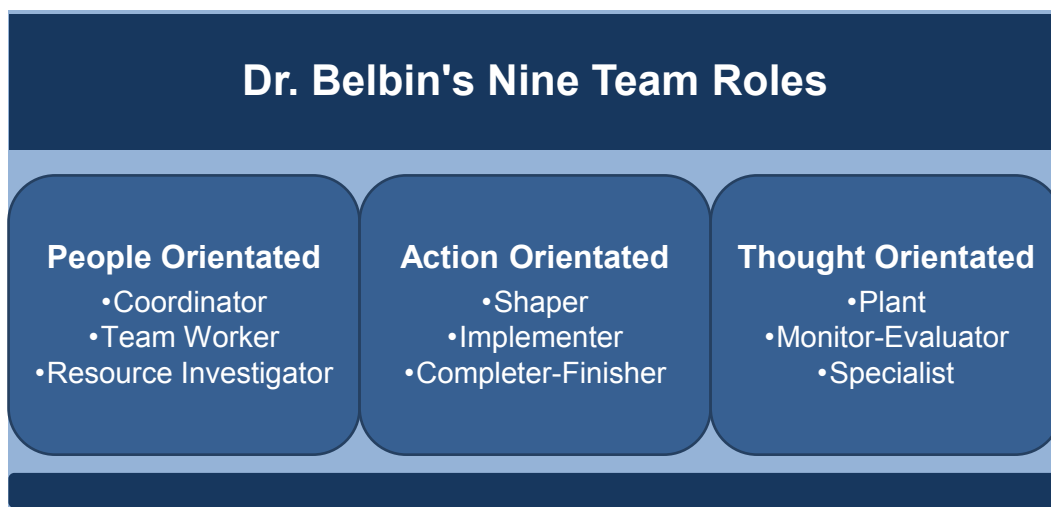 Dr. Belbin's Nine Team Roles
People Orientated
•Coordinator
•Team Worker
•Resource Investigator
Action Orientated
•Shaper
•Implementer
•Completer-Finisher
Thought Orientated
•Plant
•Monitor-Evaluator
•Specialist